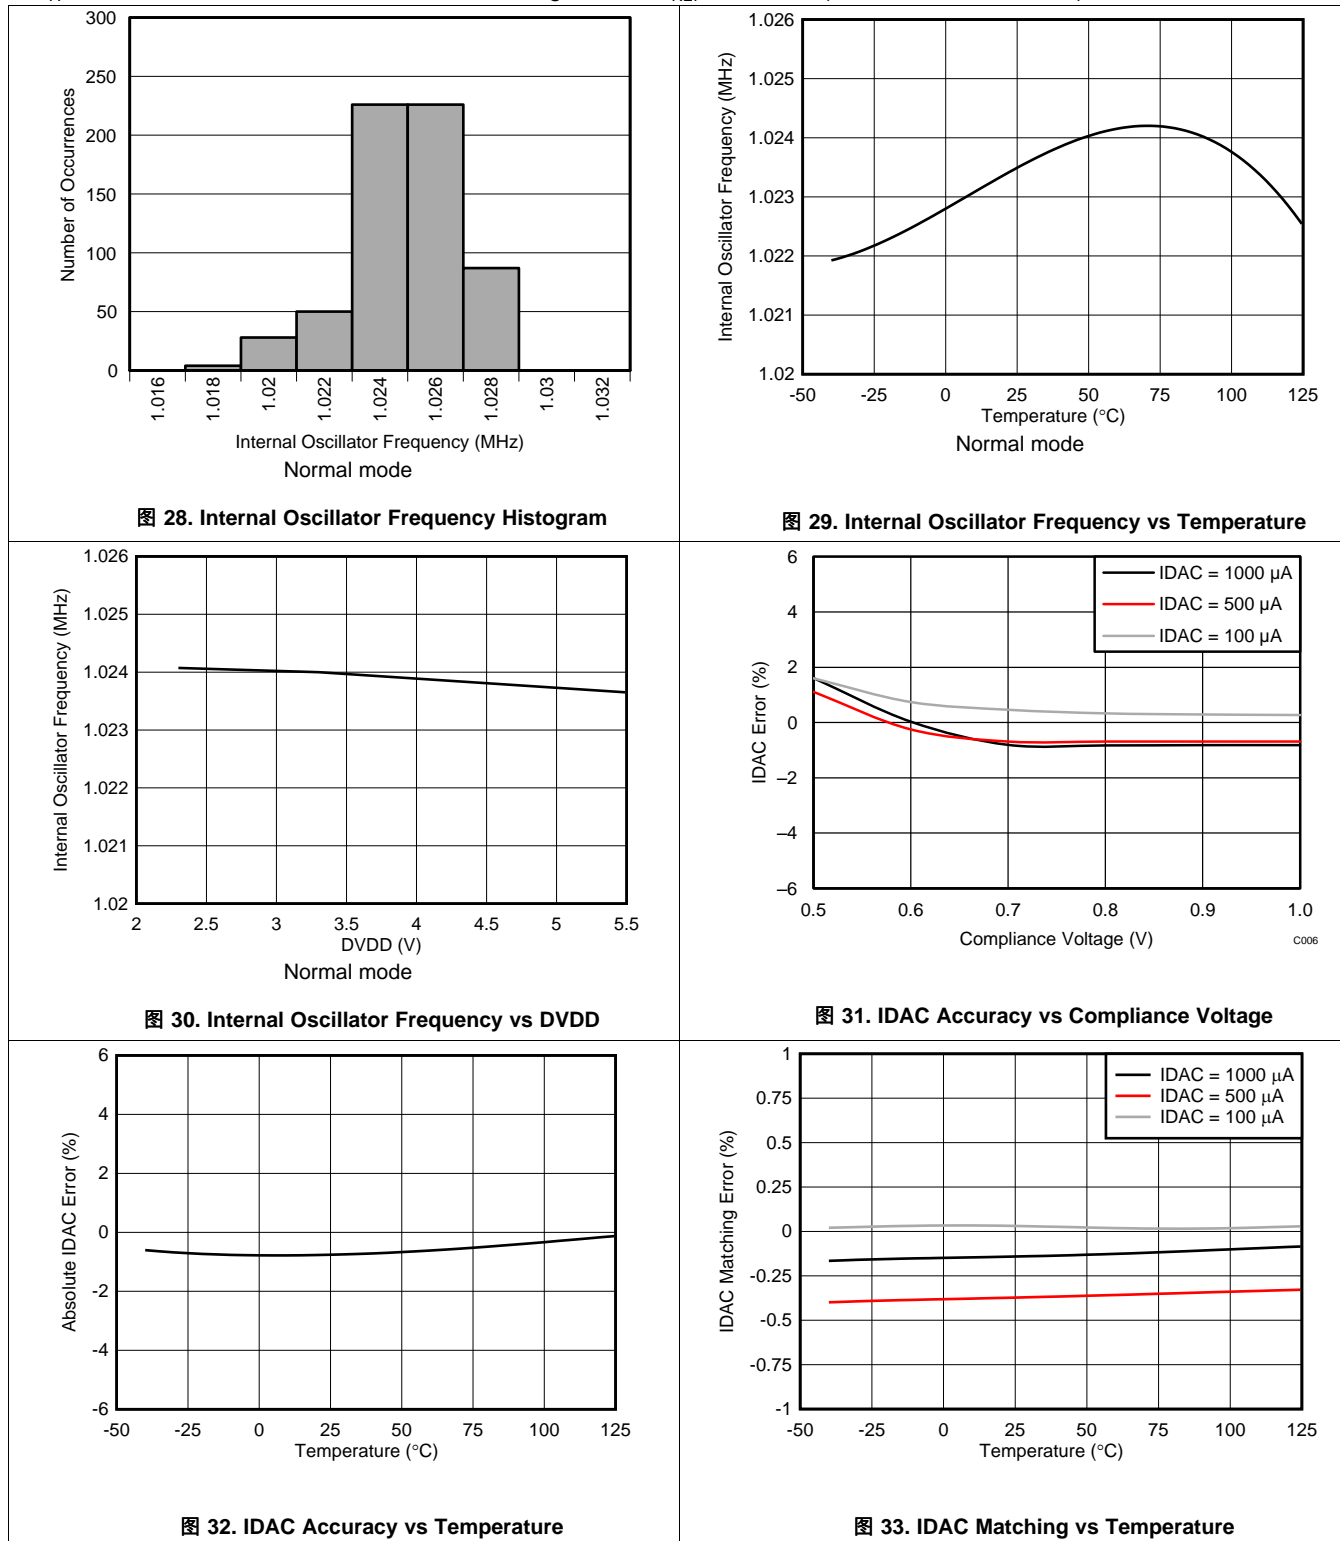 300
250
200
150
100
50
0
Number of Occurrences
1.016
1.018
1.02
1.022
1.024
1.026
1.028
1.03
1.032
Internal Oscillator Frequency (MHz)
Normal mode
图 28. Internal Oscillator Frequency Histogram
1.026
1.025
1.024
1.023
1.022
1.021
1.02
Internal Oscillator Frequency (MHz)
-50 -25 0 25 50 75 100 125
Temperature (°C)
Normal mode
图 29. Internal Oscillator Frequency vs Temperature
1.026
1.025
1.024
1.023
1.022
1.021
1.02
Internal Oscillator Frequency (MHz)
2 2.5 3 3.5 4 4.5 5 5.5
DVDD (V)
Normal mode
图 30. Internal Oscillator Frequency vs DVDD
6
4
2
0
–2
–4
–6
IDAC Error (%)
IDAC = 1000 µA
IDAC = 500 µA
IDAC = 100 µA
0.5 0.6 0.7 0.8 0.9 1.0
Compliance Voltage (V)
C006
图 31. IDAC Accuracy vs Compliance Voltage
6
4
2
0
-2
-4
-6
Absolute IDAC Error (%)
-50 -25 0 25 50 75 100 125
Temperature (°C)
图 32. IDAC Accuracy vs Temperature
1
0.75
0.5
0.25
0
-0.25
-0.5
-0.75
-1
IDAC Matching Error (%)
IDAC = 1000 µA
IDAC = 500 µA
IDAC = 100 µA
-50 -25 0 25 50 75 100 125
Temperature (°C)
图 33. IDAC Matching vs Temperature